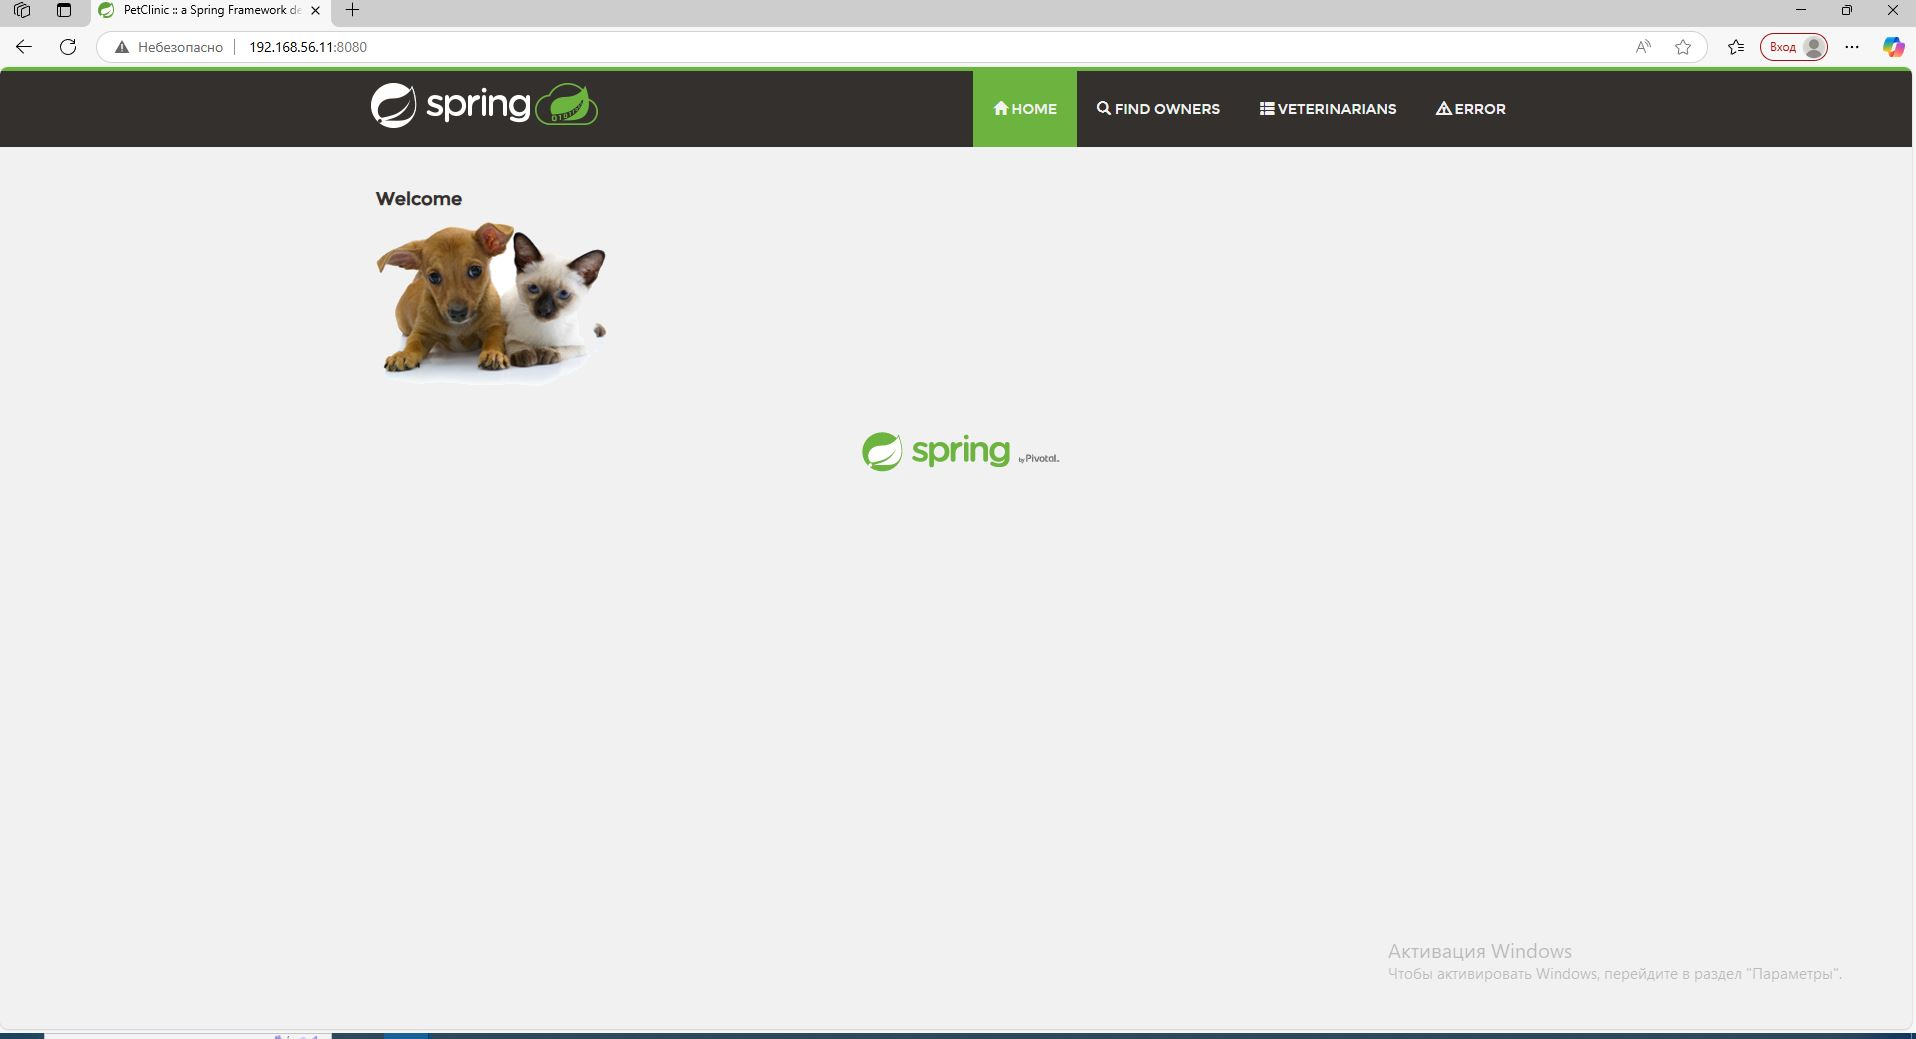 PetClinic :: a Spring Framework de
Небезопасно
192.168.56.11:8080
Вход
spring
HOME
FIND OWNERS
VETERINARIANS
ERROR
Welcome
spring by Pivotal.
Активация Windows
Чтобы активировать Windows, перейдите в раздел "Параметры".